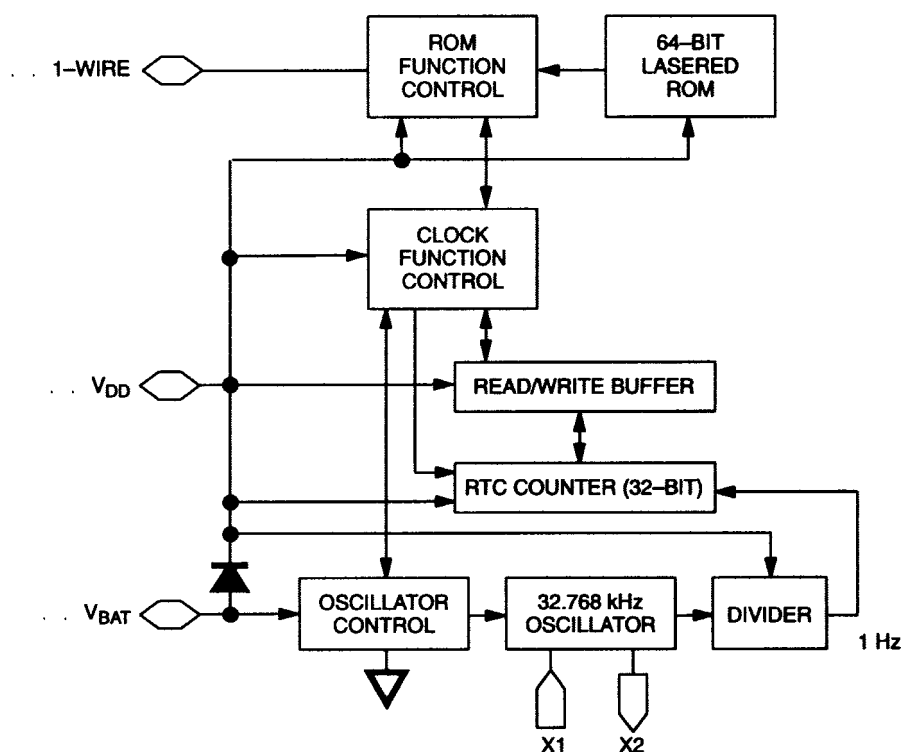 ROM
FUNCTION
CONTROL
64–BIT
LASERED
ROM
1–WIRE
CLOCK
FUNCTION
CONTROL
VDD
READ/WRITE BUFFER
RTC COUNTER (32–BIT)
VBAT
OSCILLATOR
CONTROL
32.768 kHz
OSCILLATOR
DIVIDER
1 Hz
X1
X2